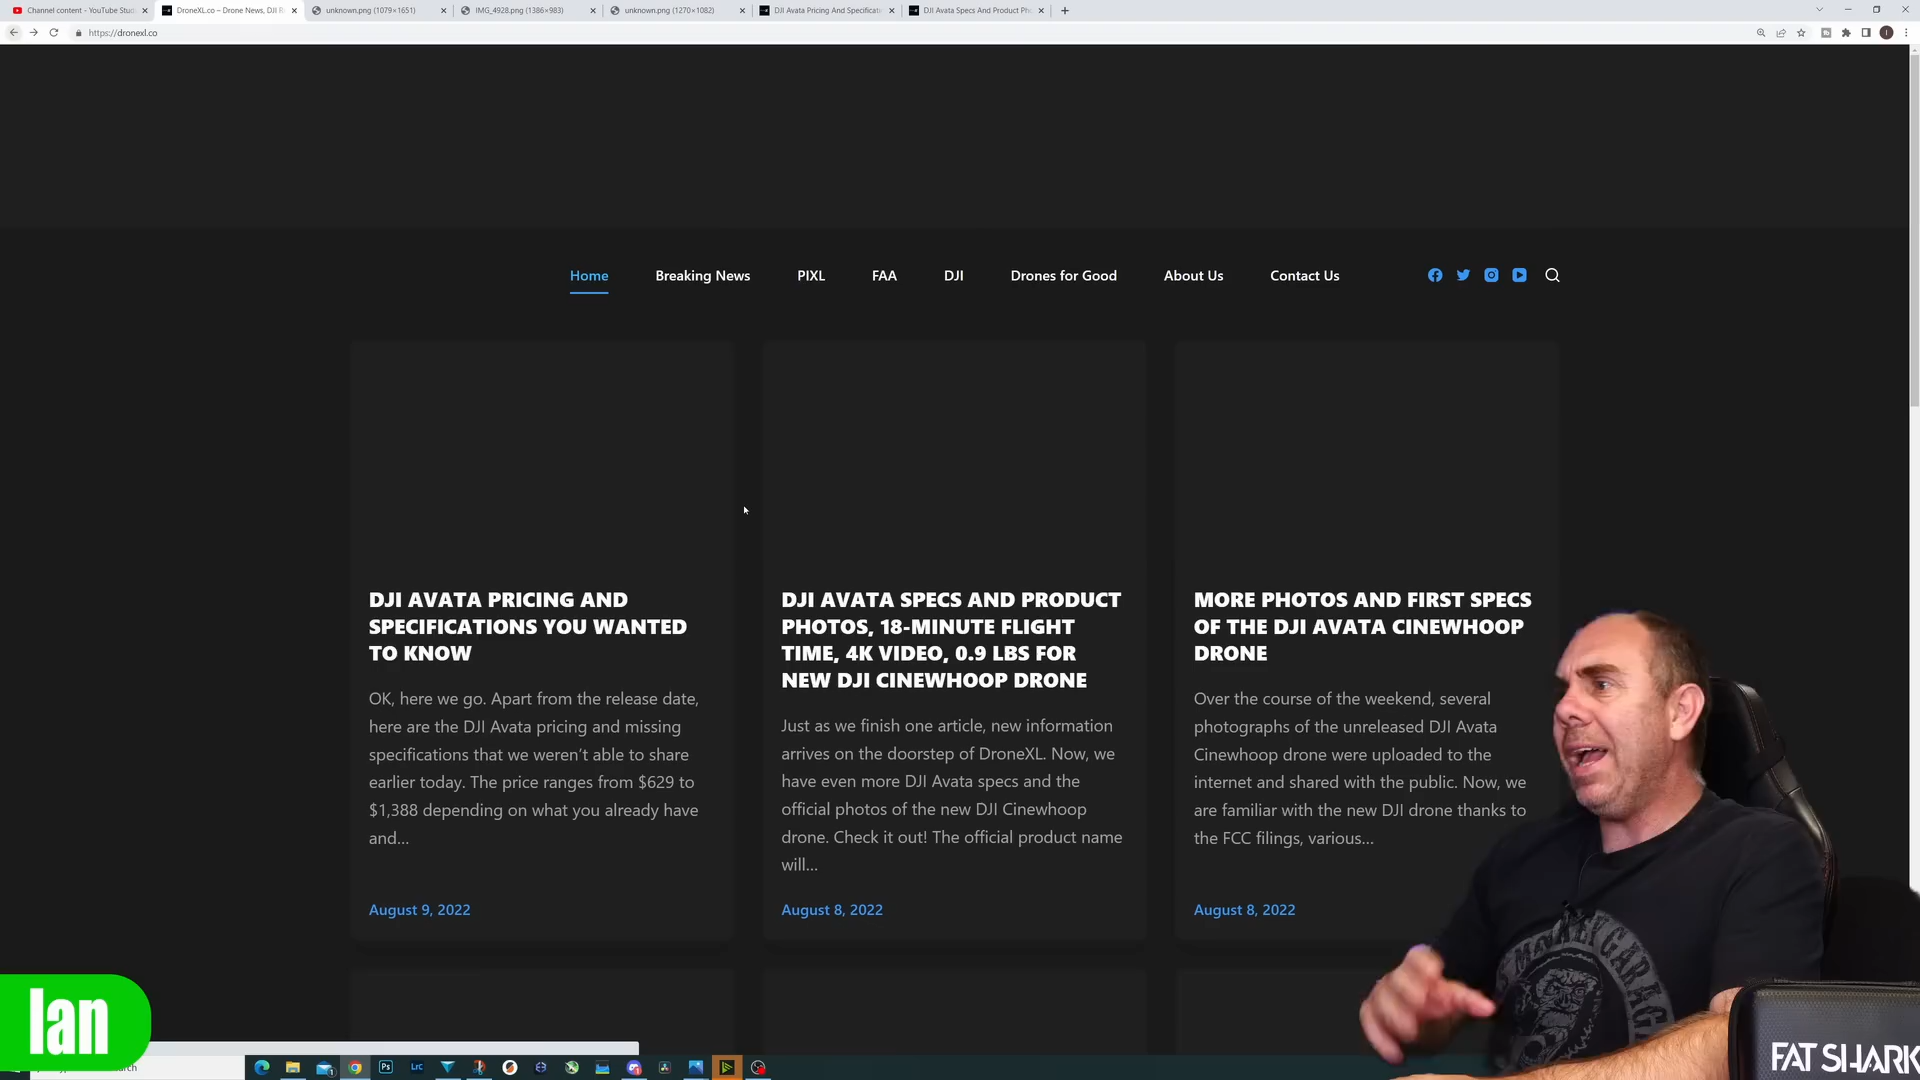 Channel content - YouTube Stud
DroneXL.co – Drone News, DJI R
unknown.png (1079×1651)
IMG_4928.png (1386×983)
unknown.png (1270×1082)
DJI Avata Pricing And Specificat
DJI Avata Specs And Product Ph
https://dronexl.co
Home
Breaking News
PIXL
FAA
DJI
Drones for Good
About Us
Contact Us
DJI AVATA PRICING AND
SPECIFICATIONS YOU WANTED
TO KNOW
OK, here we go. Apart from the release date,
here are the DJI Avata pricing and missing
specifications that we weren’t able to share
earlier today. The price ranges from $629 to
$1,388 depending on what you already have
and...
August 9, 2022
DJI AVATA SPECS AND PRODUCT
PHOTOS, 18-MINUTE FLIGHT
TIME, 4K VIDEO, 0.9 LBS FOR
NEW DJI CINEWHOOP DRONE
Just as we finish one article, new information
arrives on the doorstep of DroneXL. Now, we
have even more DJI Avata specs and the
official photos of the new DJI Cinewhoop
drone. Check it out! The official product name
will...
August 8, 2022
MORE PHOTOS AND FIRST SPECS
OF THE DJI AVATA CINEWHOOP
DRONE
Over the course of the weekend, several
photographs of the unreleased DJI Avata
Cinewhoop drone were uploaded to the
internet and shared with the public. Now, we
are familiar with the new DJI drone thanks to
the FCC filings, various...
August 8, 2022
Ian
Ps
Lrc
FAT SHARK